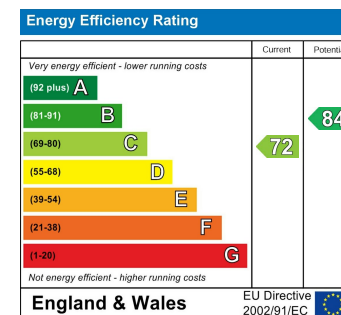 Energy Efficiency Rating
Current
Very energy efficient - lower running costs
(92 plus) A
(81-91) B
84
(69-80) C
72
(55-68) D
(39-54) E
(21-38) F
(1-20) G
Not energy efficient - higher running costs
England & Wales
EU Directive
2002/91/EC